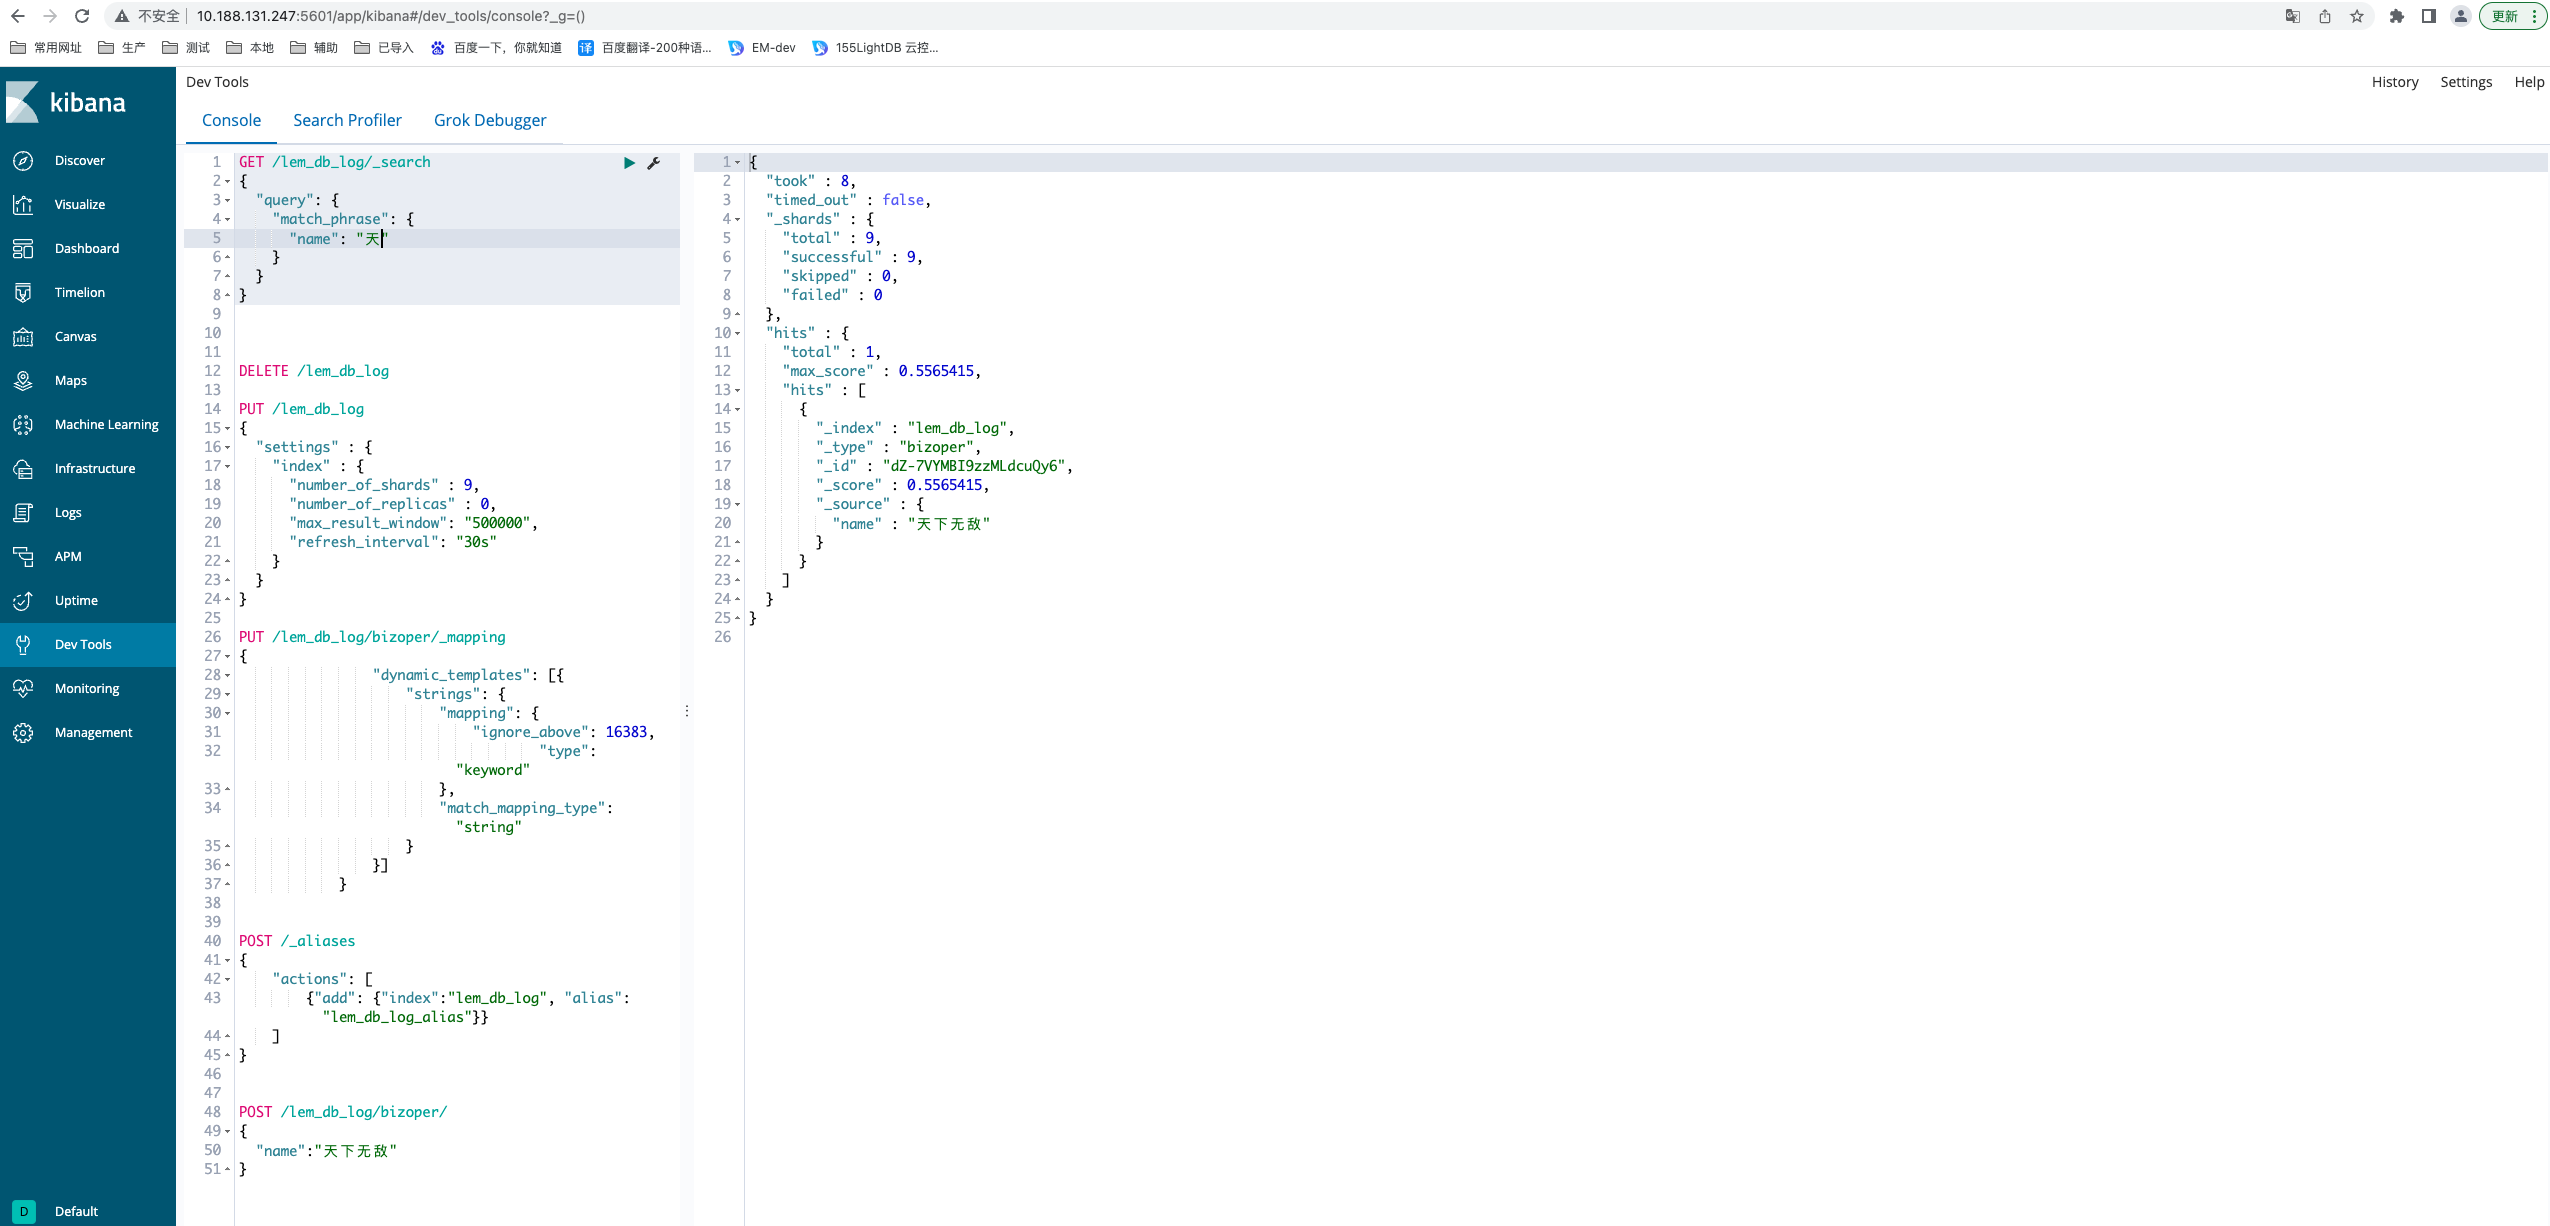 不安全 10.188.131.247:5601/app/kibana#/dev_tools/console?_g=()
更新
常用网址 生产 测试 本地 辅助 已导入 百度一下，你就知道 百度翻译-200种语... EM-dev 155LightDB 云控...
kibana
Discover
Visualize
Dashboard
Timelion
Canvas
Maps
Machine Learning
Infrastructure
Logs
APM
Uptime
Dev Tools
Monitoring
Management
D Default
Dev Tools
History Settings Help
Console Search Profiler Grok Debugger
1 GET /lem_db_log/_search
2 {
3 "query": {
4 "match_phrase": {
5 "name": "天"
6 }
7 }
8 }
9
10
11
12 DELETE /lem_db_log
13
14 PUT /lem_db_log
15 {
16 "settings" : {
17 "index" : {
18 "number_of_shards" : 9,
19 "number_of_replicas" : 0,
20 "max_result_window": "500000",
21 "refresh_interval": "30s"
22 }
23 }
24 }
25
26 PUT /lem_db_log/bizoper/_mapping
27 {
28 "dynamic_templates": [{
29 "strings": {
30 "mapping": {
31 "ignore_above": 16383,
32 "type":
"keyword"
33 },
34 "match_mapping_type":
"string"
35 }
36 }]
37 }
38
39
40 POST /_aliases
41 {
42 "actions": [
43 {"add": {"index":"lem_db_log", "alias":
"lem_db_log_alias"}}
44 ]
45 }
46
47
48 POST /lem_db_log/bizoper/
49 {
50 "name":"天下无敌"
51 }
1 {
2 "took" : 8,
3 "timed_out" : false,
4 "_shards" : {
5 "total" : 9,
6 "successful" : 9,
7 "skipped" : 0,
8 "failed" : 0
9 },
10 "hits" : {
11 "total" : 1,
12 "max_score" : 0.5565415,
13 "hits" : [
14 {
15 "_index" : "lem_db_log",
16 "_type" : "bizoper",
17 "_id" : "dZ-7VYMBI9zzMLdcuQy6",
18 "_score" : 0.5565415,
19 "_source" : {
20 "name" : "天下无敌"
21 }
22 }
23 ]
24 }
25 }
26